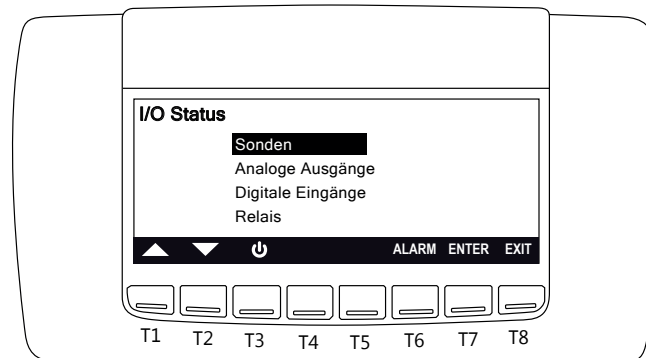 I/O Status
Sonden
Analoge Ausgänge
Digitale Eingänge
Relais
ALARM ENTER EXIT
T1 T2 T3 T4 T5 T6 T7 T8